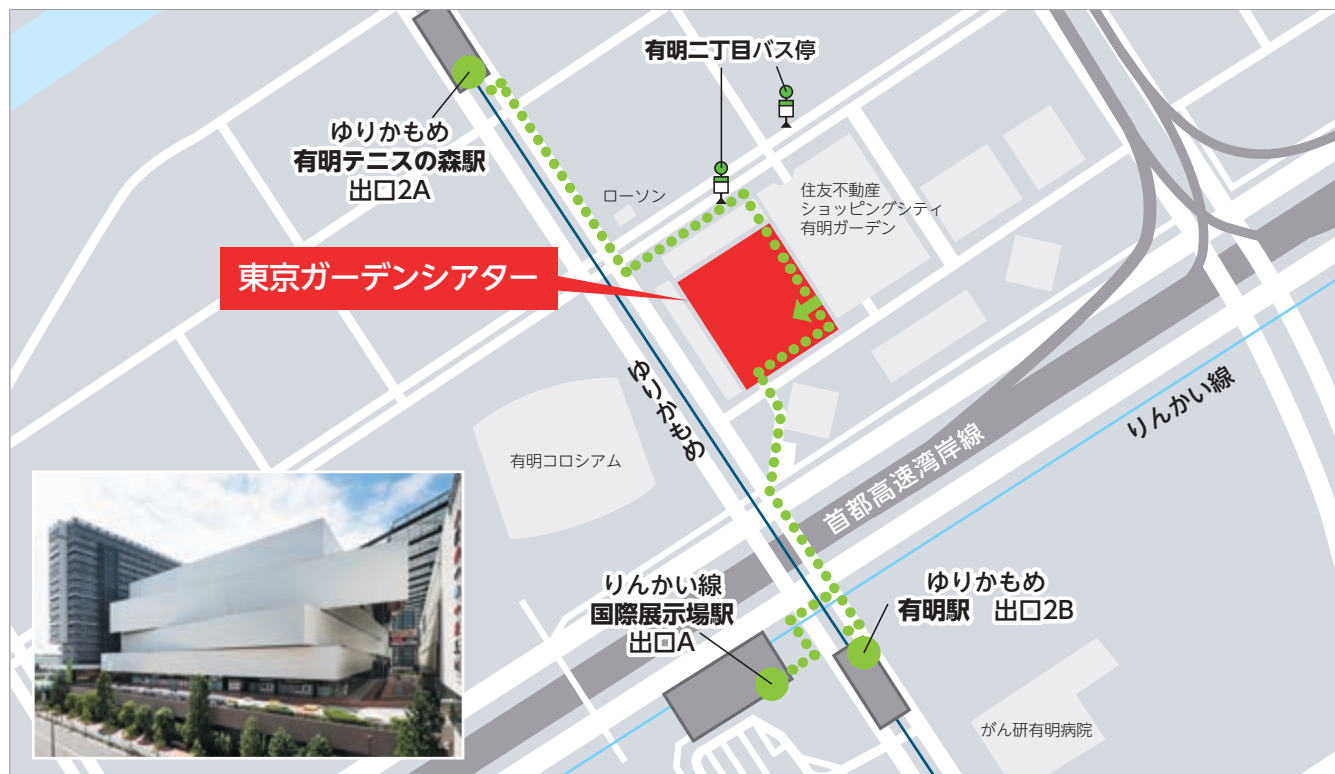 有明二丁目バス停
ゆりかもめ
有明テニスの森駅
出口2A
ローソン
住友不動産
ショッピングシティ
有明ガーデン
東京ガーデンシアター
ゆりかもめ
りんかい線
首都高速湾岸線
有明コロシアム
りんかい線
国際展示場駅
出口A
ゆりかもめ
有明駅　出口2B
がん研有明病院